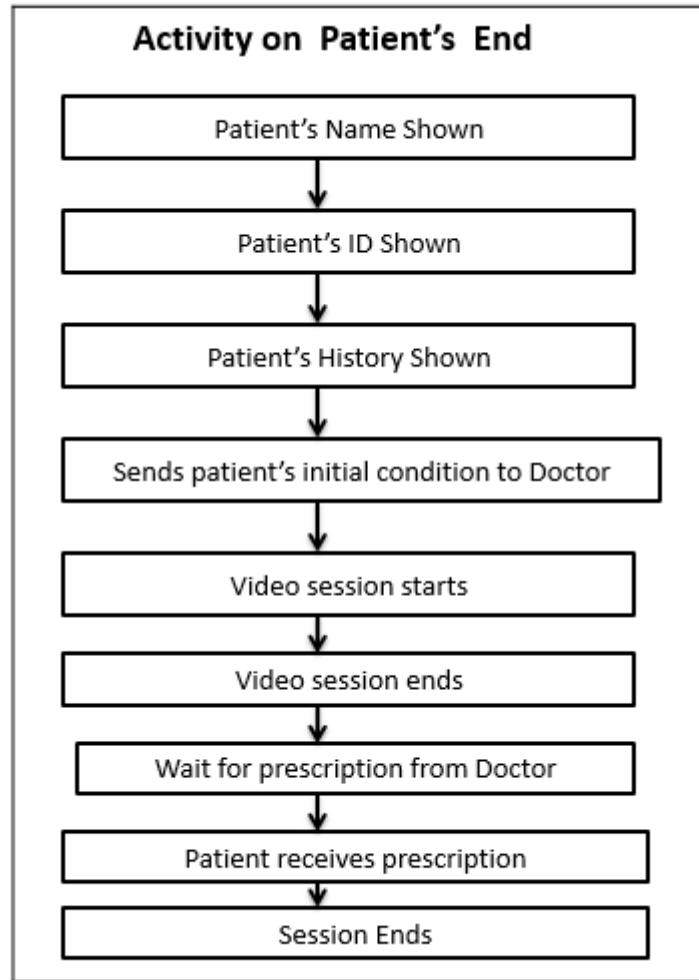 Activity on Patient’s End
Patient’s Name Shown
Patient’s ID Shown
Patient’s History Shown
Sends patient’s initial condition to Doctor
Video session starts
Video session ends
Wait for prescription from Doctor
Patient receives prescription
Session Ends